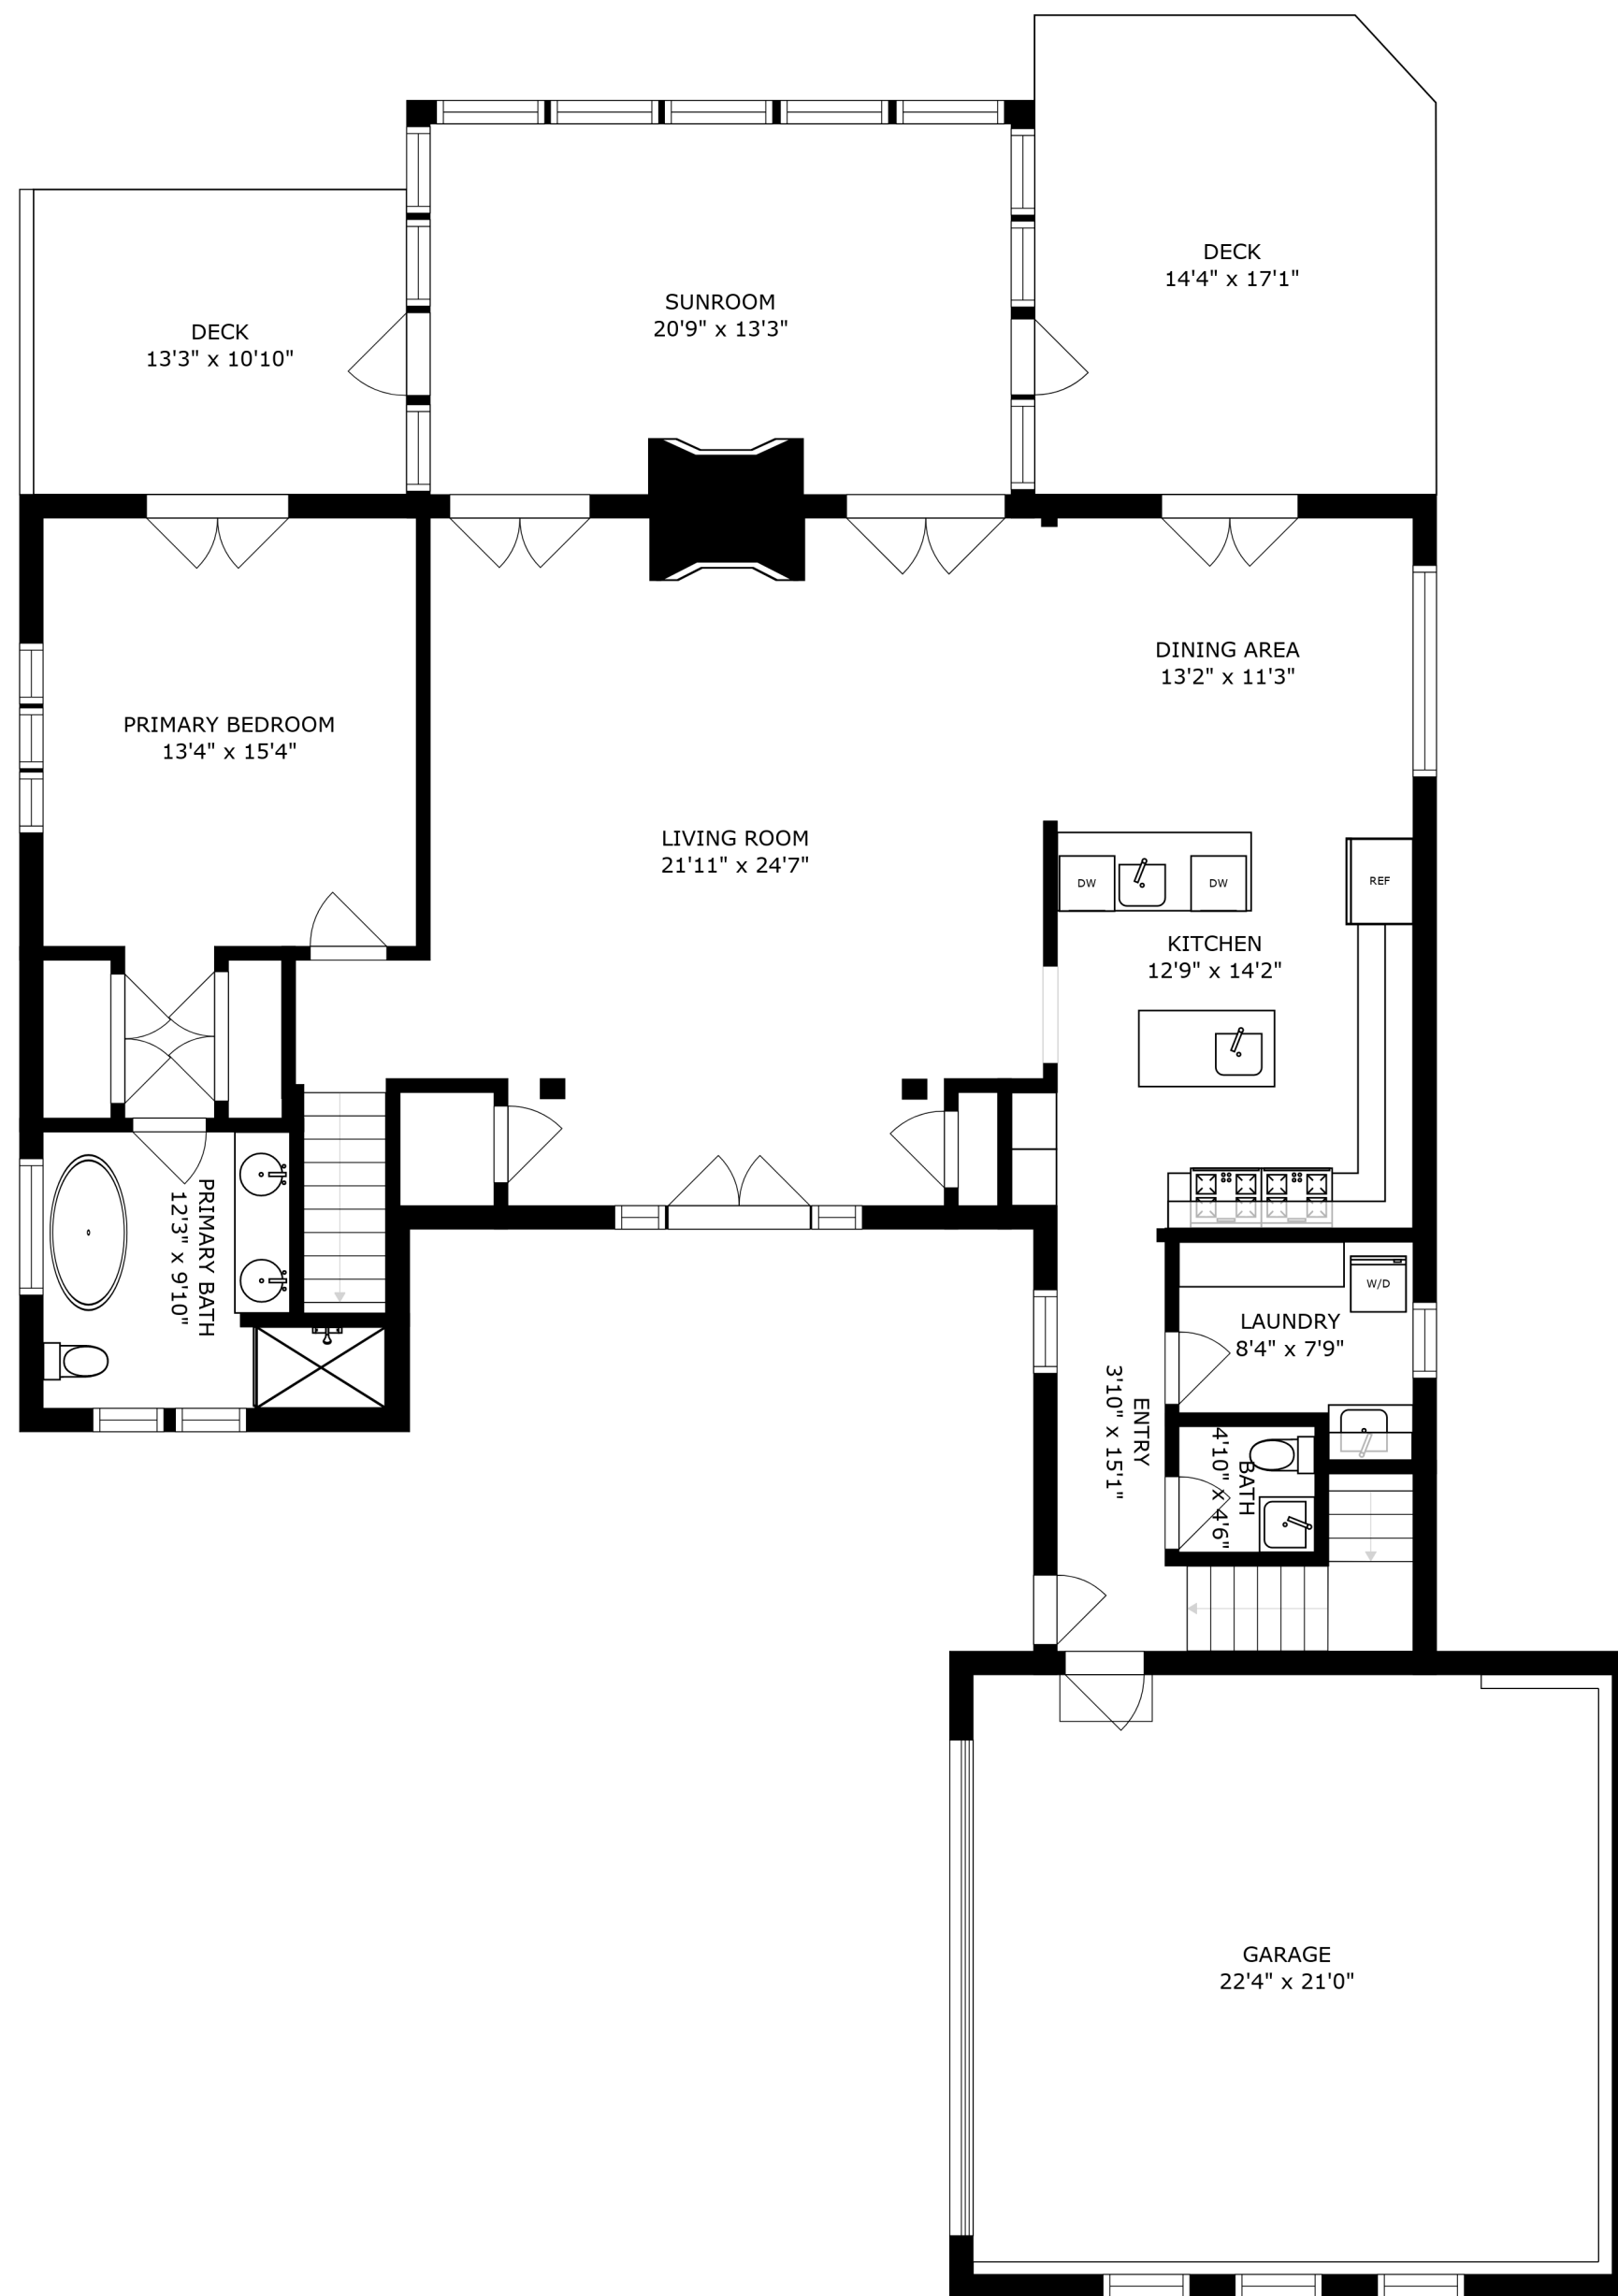 DECK
14'4" x 17'1"
SUNROOM
20'9" x 13'3"
DECK
13'3" x 10'10"
DINING AREA
13'2" x 11'3"
PRIMARY BEDROOM
13'4" x 15'4"
LIVING ROOM
21'11" x 24'7"
DW
DW
REF
KITCHEN
12'9" x 14'2"
PRIMARY BATH
12'3" x 9'10"
W/D
LAUNDRY
8'4" x 7'9"
ENTRY
3'10" x 15'1"
BATH
4'10" x 4'6"
GARAGE
22'4" x 21'0"